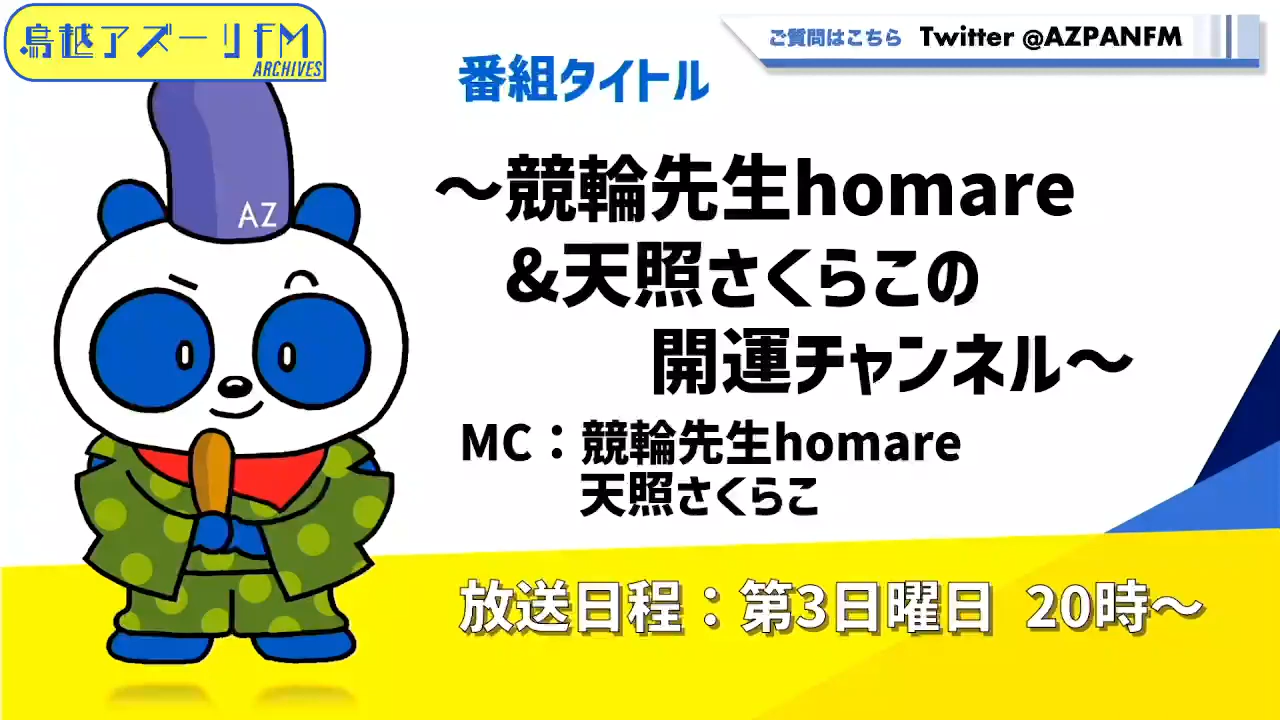 鳥越アズーリFM
ARCHIVES
ご質問はこちら Twitter @AZPANFM
番組タイトル
AZ
～競輪先生homare
&天照さくらこの
開運チャンネル～
MC：競輪先生homare
天照さくらこ
放送日程：第3日曜日 20時～